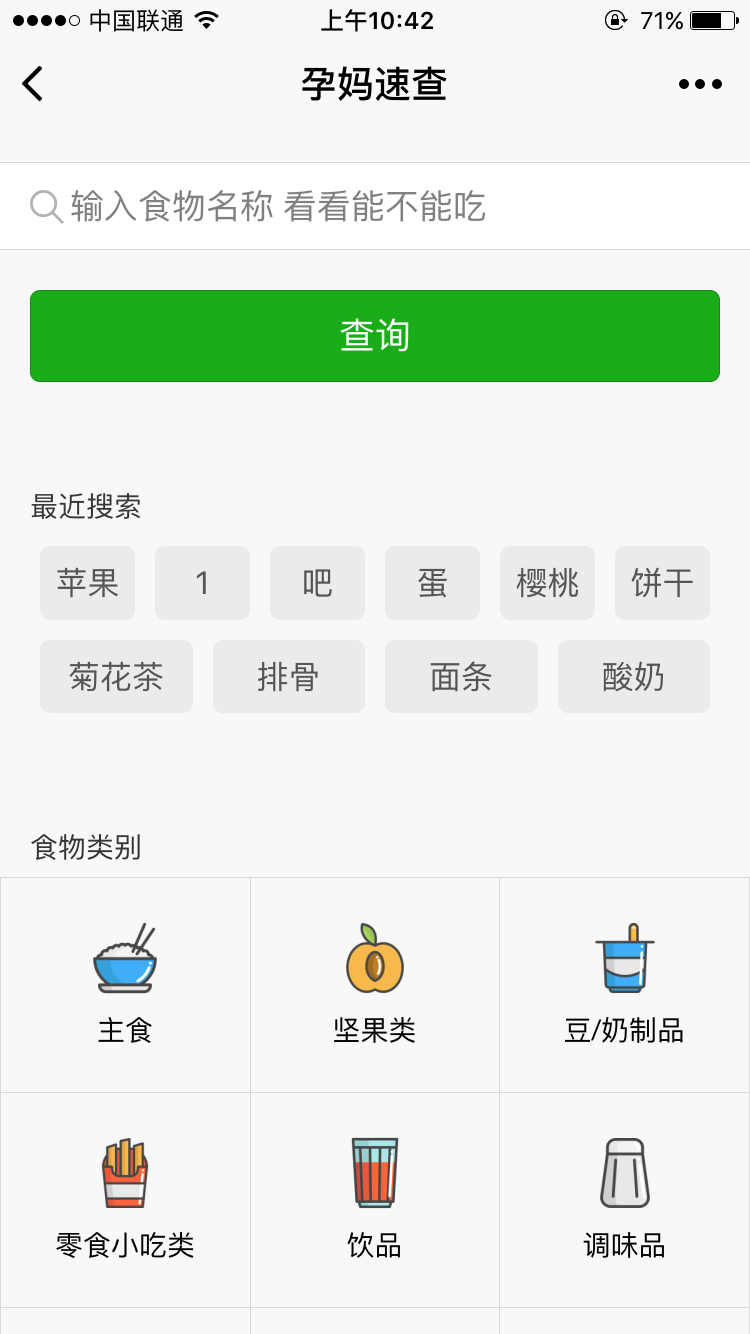 中国联通 上午10:42 71%
孕妈速查
输入食物名称 看看能不能吃
查询
最近搜索
苹果 1 吧 蛋 樱桃 饼干
菊花茶 排骨 面条 酸奶
食物类别
主食 坚果类 豆/奶制品
零食小吃类 饮品 调味品